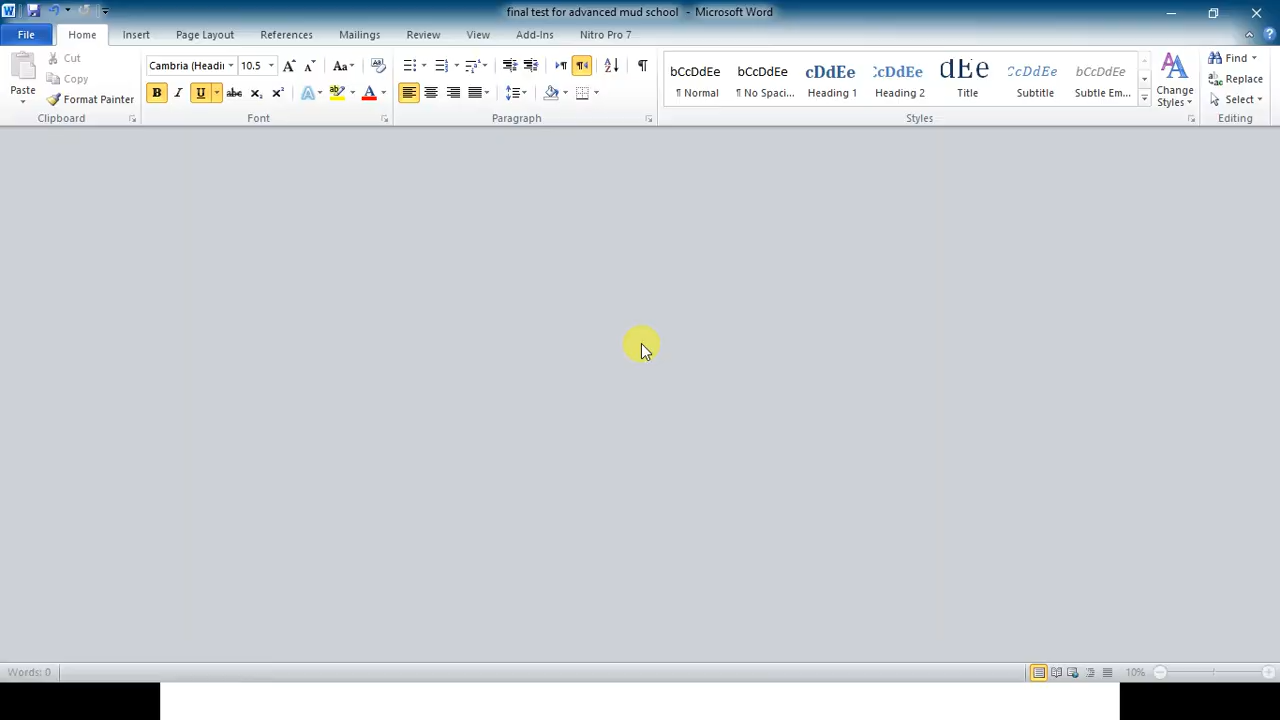 final test for advanced mud school - Microsoft Word
File Home Insert Page Layout References Mailings Review View Add-Ins Nitro Pro 7
Paste
Cut
Copy
Format Painter
Clipboard
Cambria (Headi 10.5
Font
Paragraph
bCcDdEe bCcDdEe cDdEe CcDdEe dEe CcDdEe bCcDdEe
¶ Normal ¶ No Spaci... Heading 1 Heading 2 Title Subtitle Subtle Em...
Change
Styles
Styles
Find
Replace
Select
Editing
Words: 0
10%